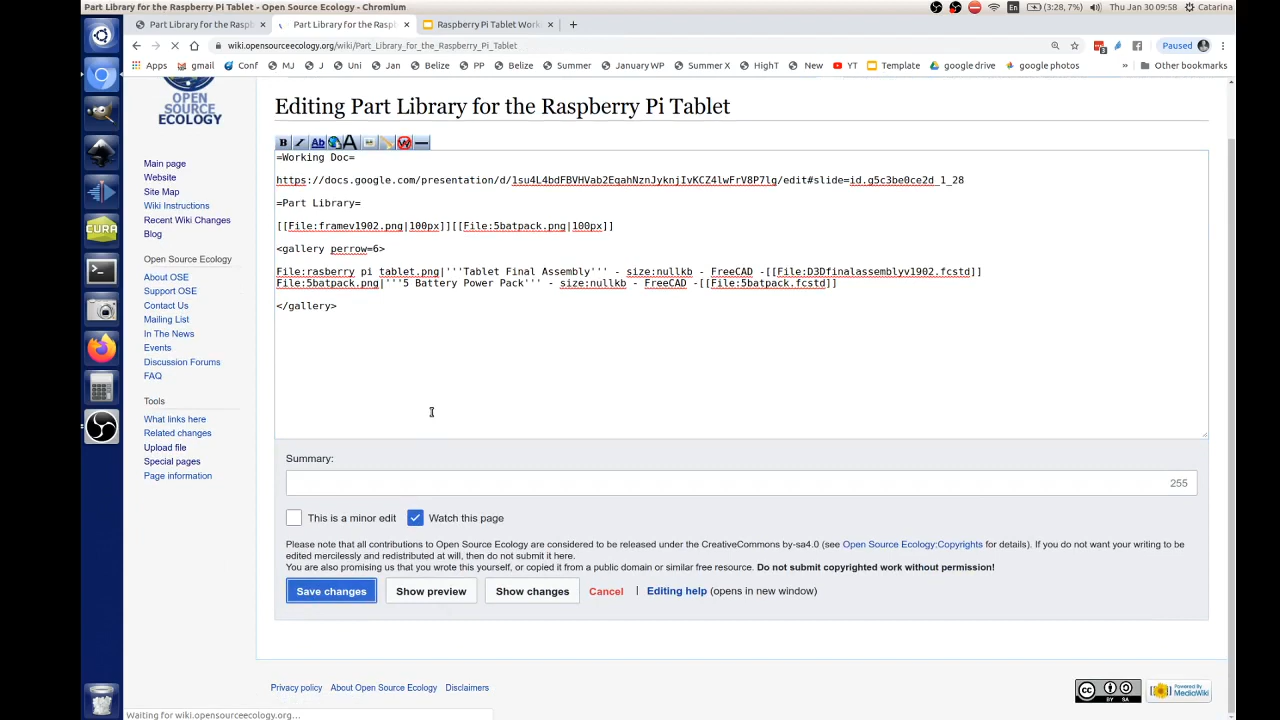 Part Library for the Raspberry Pi Tablet - Open Source Ecology - Chromium
En (3:28, 7%) Thu Jan 30 09:58 Catarina
Part Library for the Raspb × Part Library for the Rasp × Raspberry Pi Tablet Work × +
wiki.opensourceecology.org/wiki/Part_Library_for_the_Raspberry_Pi_Tablet Paused
Apps gmail Conf MJ J Uni Jan Belize PP Belize Summer January WP Summer X HighT New YT Template google drive google photos » Other bookmarks
OPEN
SOURCE
ECOLOGY
Main page
Website
Site Map
Wiki Instructions
Recent Wiki Changes
Blog
Open Source Ecology
About OSE
Support OSE
Contact Us
Mailing List
In The News
Events
Discussion Forums
FAQ
Tools
What links here
Related changes
Upload file
Special pages
Page information
CURA
Editing Part Library for the Raspberry Pi Tablet
B I Ab A W
=Working Doc=
https://docs.google.com/presentation/d/1su4L4bdFBVHVab2EqahNznJyknjIvKCZ4lwFrV8P7lg/edit#slide=id.g5c3be0ce2d_1_28
=Part Library=
[[File:framev1902.png|100px]][[File:5batpack.png|100px]]
<gallery perrow=6>
File:rasberry pi tablet.png|'''Tablet Final Assembly''' - size:nullkb - FreeCAD -[[File:D3Dfinalassemblyv1902.fcstd]]
File:5batpack.png|'''5 Battery Power Pack''' - size:nullkb - FreeCAD -[[File:5batpack.fcstd]]
</gallery>
Summary:
255
This is a minor edit Watch this page
Please note that all contributions to Open Source Ecology are considered to be released under the CreativeCommons by-sa4.0 (see Open Source Ecology:Copyrights for details). If you do not want your writing to be
edited mercilessly and redistributed at will, then do not submit it here.
You are also promising us that you wrote this yourself, or copied it from a public domain or similar free resource. Do not submit copyrighted work without permission!
Save changes Show preview Show changes Cancel | Editing help (opens in new window)
Privacy policy About Open Source Ecology Disclaimers
cc BY SA Powered By MediaWiki
Waiting for wiki.opensourceecology.org...